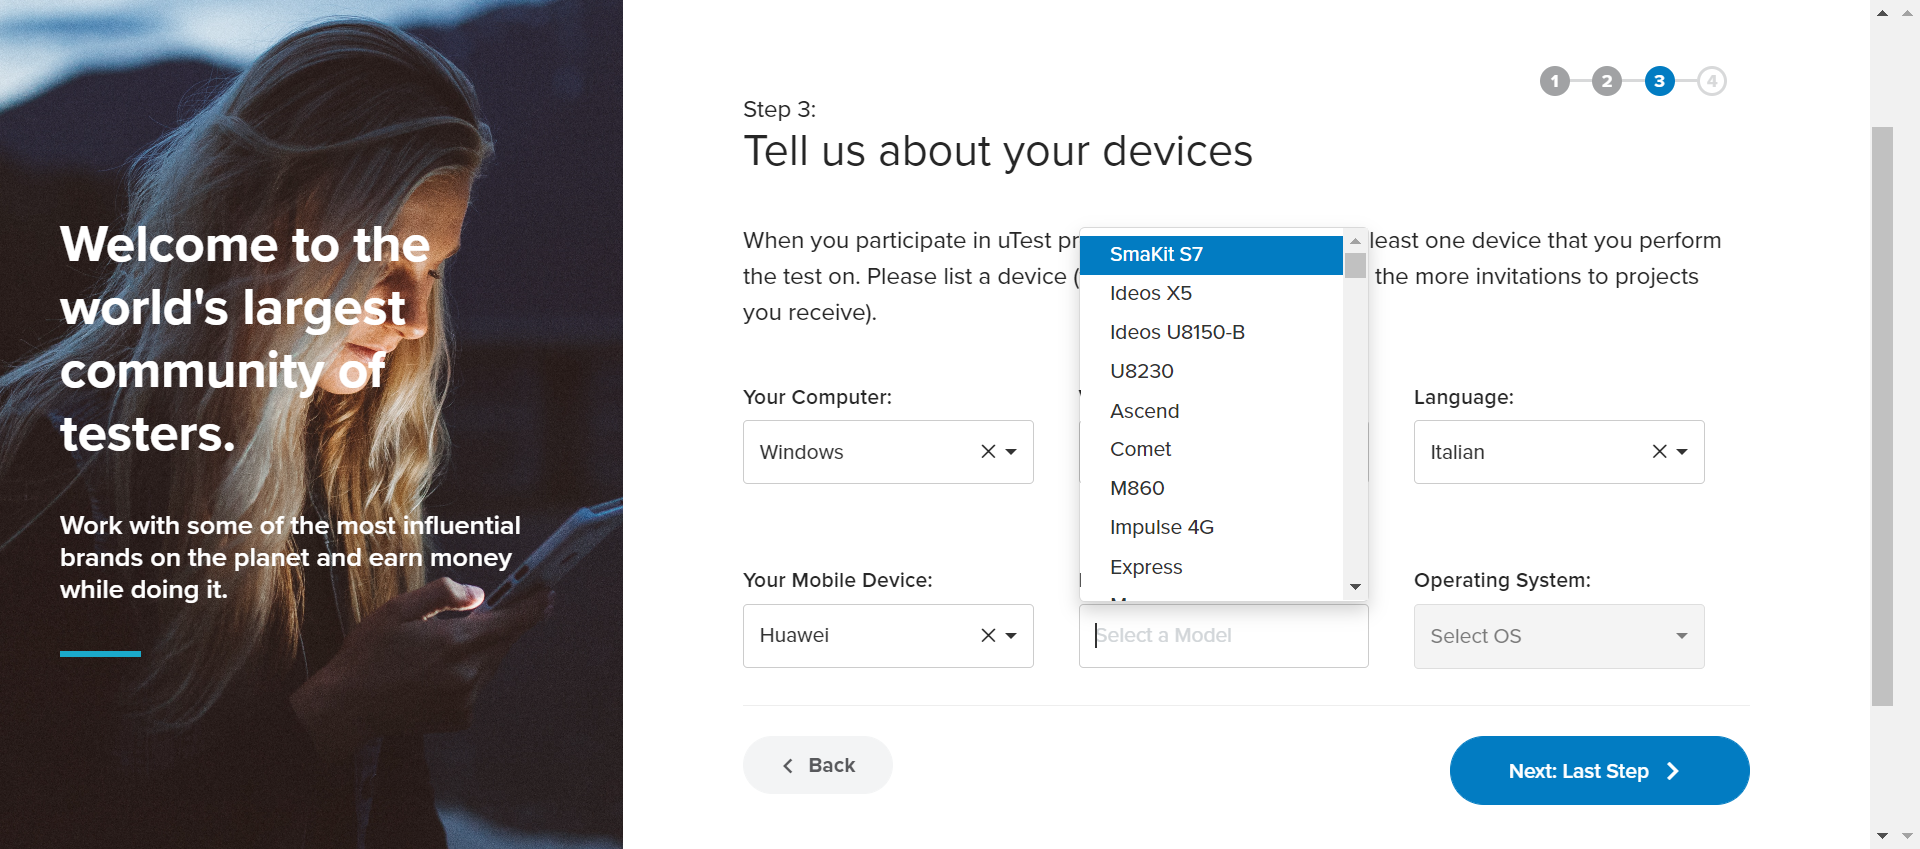 Welcome to the
world's largest
community of
testers.
Work with some of the most influential
brands on the planet and earn money
while doing it.
1 2 3 4
Step 3:
Tell us about your devices
When you participate in uTest pr least one device that you perform
the test on. Please list a device ( the more invitations to projects
you receive).
SmaKit S7
Ideos X5
Ideos U8150-B
U8230
Ascend
Comet
M860
Impulse 4G
Express
Your Computer:
Windows
Language:
Italian
Your Mobile Device:
Huawei
Select a Model
Operating System:
Select OS
Back
Next: Last Step